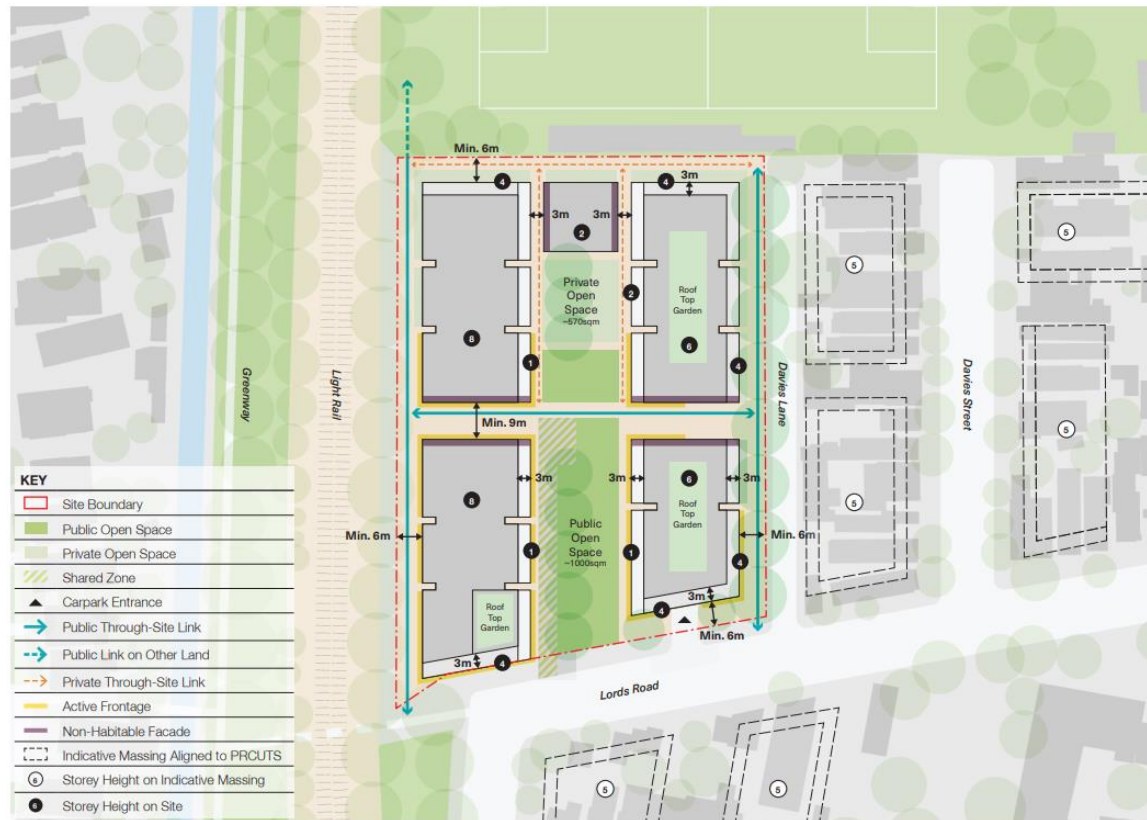 Min. 6m
4
4
3m
3m
3m
2
5
5
Private
Open
Space
~570sqm
2
Roof
Top
Garden
8
6
1
4
Greenway
Light Rail
Davies Lane
Davies Street
5
Min. 9m
5
3m
8
3m
6
3m
Roof
Top
Garden
Public
Open
Space
~1000sqm
Min. 6m
Min. 6m
1
1
4
3m
Roof
Top
Garden
4
Min. 6m
3m
4
Lords Road
5
5
KEY
Site Boundary
Public Open Space
Private Open Space
Shared Zone
Carpark Entrance
Public Through-Site Link
Public Link on Other Land
Private Through-Site Link
Active Frontage
Non-Habitable Facade
Indicative Massing Aligned to PRCUTS
6 Storey Height on Indicative Massing
6 Storey Height on Site